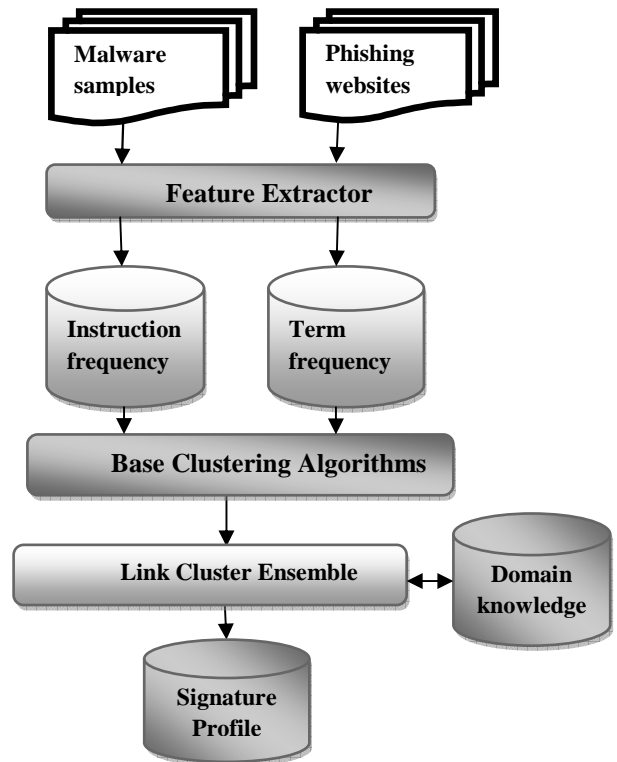 Malware
samples
Phishing
websites
Feature Extractor
Instruction
frequency
Term
frequency
Base Clustering Algorithms
Link Cluster Ensemble
Domain
knowledge
Signature
Profile